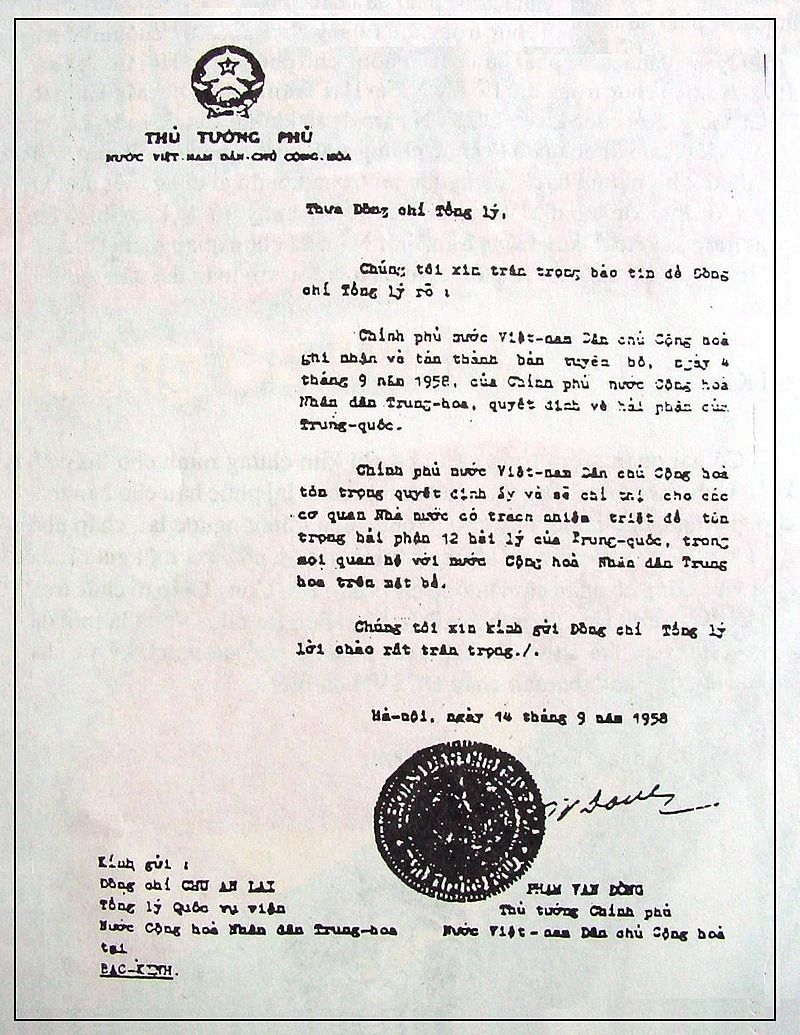 THỦ TƯỚNG PHỦ
NƯỚC VIỆT-NAM DÂN-CHỦ CỘNG-HÒA
Thưa Đồng chí Tổng lý,
Chúng tôi xin trân trọng báo tin để Đồng
chí Tổng lý rõ :
Chính phủ nước Việt-nam Dân chủ Cộng hoà
ghi nhận và tán thành bản tuyên bố, ngày 4
tháng 9 năm 1958, của Chính phủ nước Cộng hoà
Nhân dân Trung-hoa, quyết định về hải phận của
Trung-quốc.
Chính phủ nước Việt-nam Dân chủ Cộng hoà
tôn trọng quyết định ấy và sẽ chỉ thị cho các
cơ quan Nhà nước có trách nhiệm triệt để tôn
trọng hải phận 12 hải lý của Trung-quốc, trong
mọi quan hệ với nước Cộng hoà Nhân dân Trung
hoa trên mặt bể.
Chúng tôi xin kính gửi Đồng chí Tổng lý
lời chào rất trân trọng./.
Hà-nội, ngày 14 tháng 9 năm 1958
PHẠM VĂN ĐỒNG
Thủ tướng Chính phủ
Nước Việt-nam Dân chủ Cộng hoà
Kính gửi :
Đồng chí CHU AN LAI
Tổng lý Quốc vụ viện
Nước Cộng hoà Nhân dân Trung-hoa
tại
BẮC-KINH.